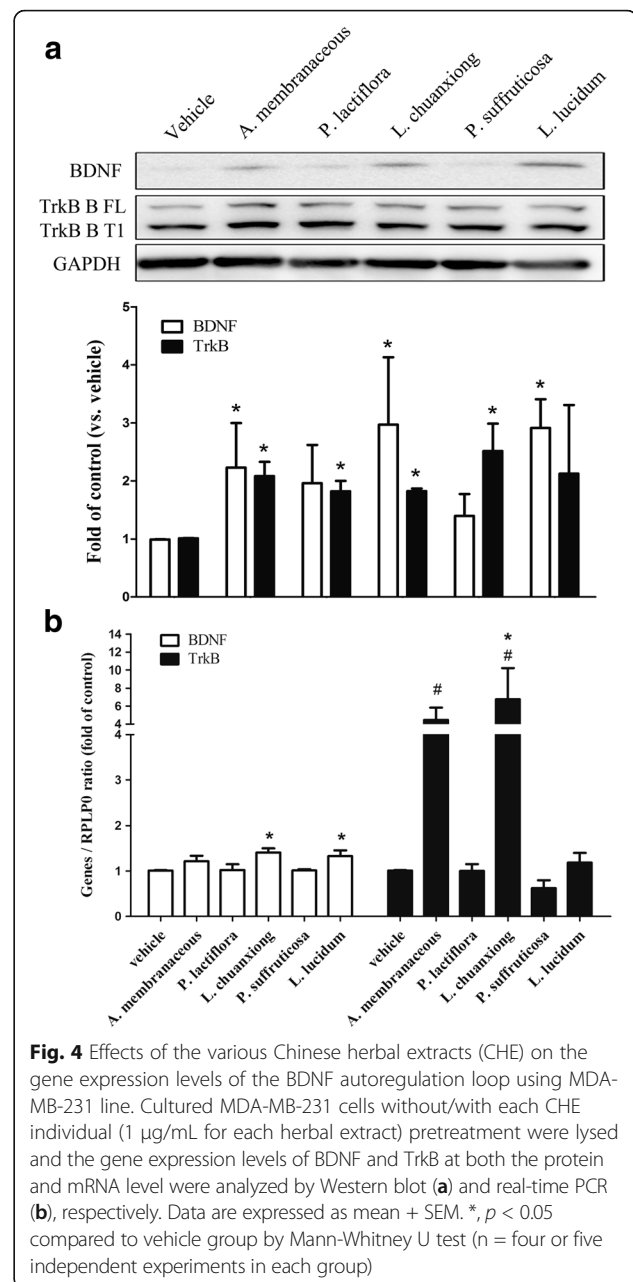 a
Vehicle
A. membranaceous
P. lactiflora
L. chuanxiong
P. suffruticosa
L. lucidum
BDNF
TrkB B FL
TrkB B T1
GAPDH
5
4
3
2
1
0
Fold of control (vs. vehicle)
BDNF
TrkB
* * * * * * *
b
14
12
10
8
6
4
4
3
2
1
0
Genes / RPLP0 ratio (fold of control)
BDNF
TrkB
* * # * #
vehicle
A. membranaceous
P. lactiflora
L. chuanxiong
P. suffruticosa
L. lucidum
vehicle
A. membranaceous
P. lactiflora
L. chuanxiong
P. suffruticosa
L. lucidum
Fig. 4 Effects of the various Chinese herbal extracts (CHE) on the
gene expression levels of the BDNF autoregulation loop using MDA-
MB-231 line. Cultured MDA-MB-231 cells without/with each CHE
individual (1 μg/mL for each herbal extract) pretreatment were lysed
and the gene expression levels of BDNF and TrkB at both the protein
and mRNA level were analyzed by Western blot (a) and real-time PCR
(b), respectively. Data are expressed as mean + SEM. *, p < 0.05
compared to vehicle group by Mann-Whitney U test (n = four or five
independent experiments in each group)